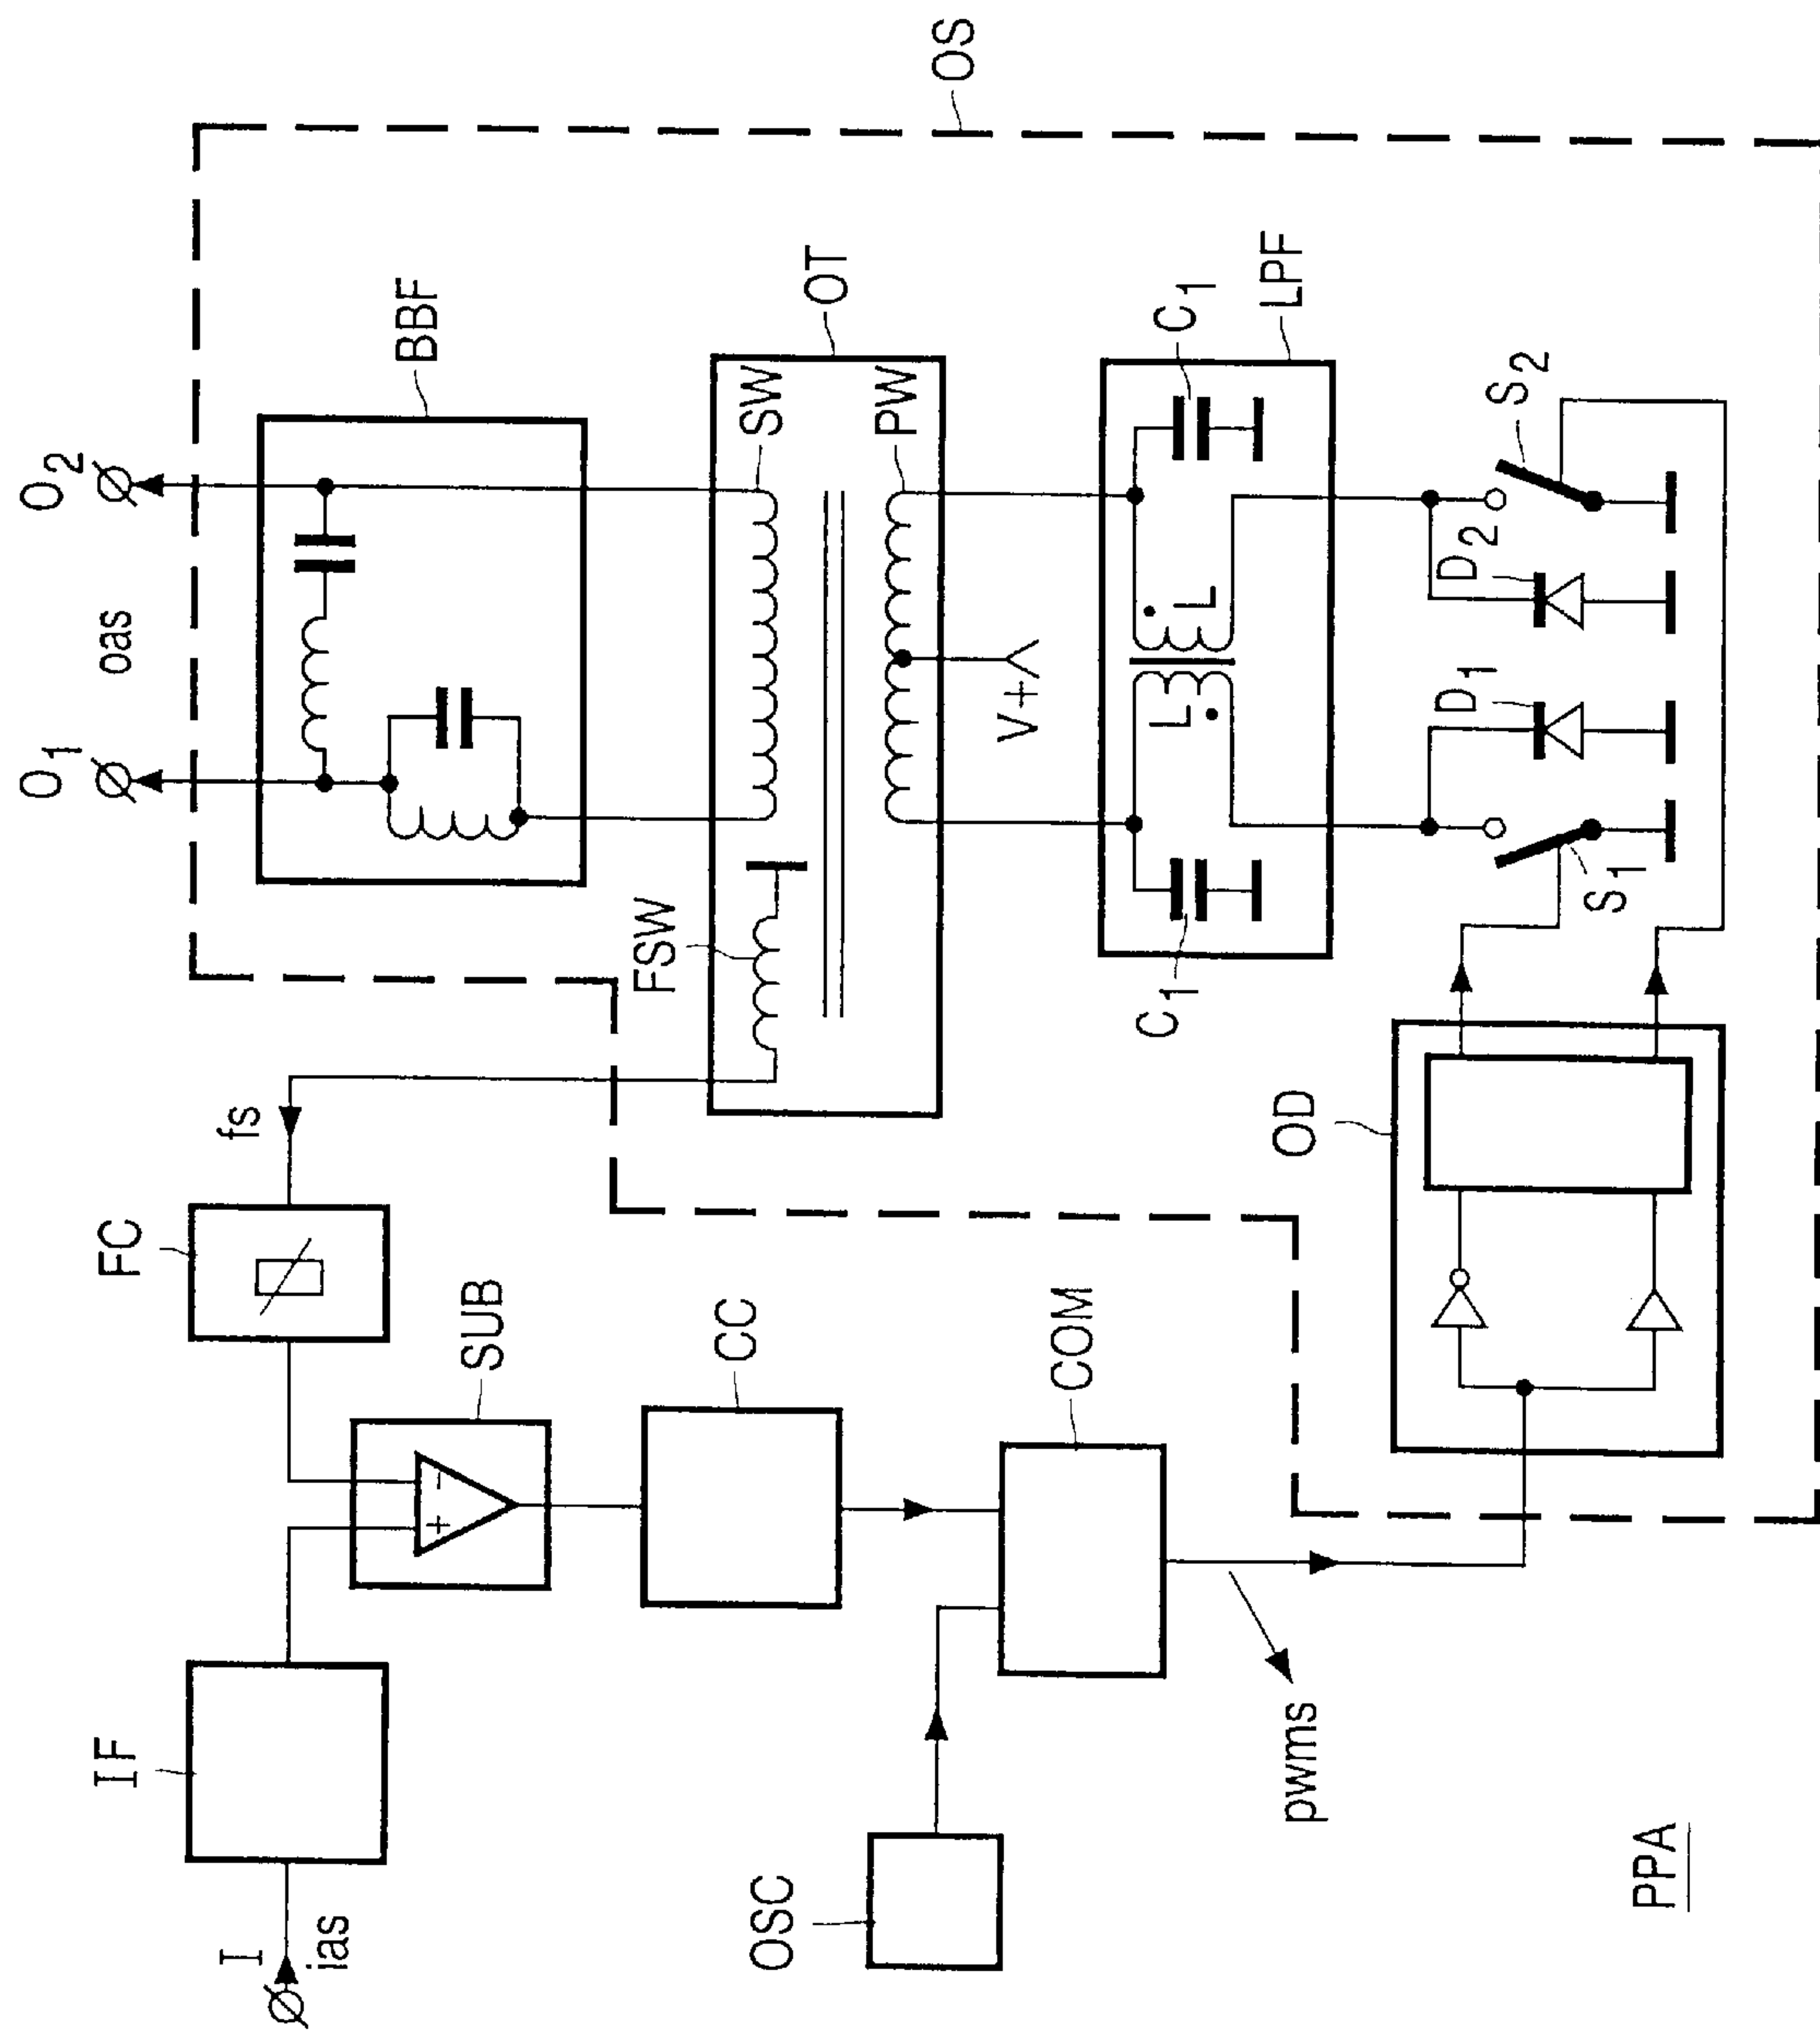 I
ias
IF
FC
fs
SUB
CC
OSC
COM
pwms
PPA
OD
FSW
SW
PW
OT
BBF
O1
oas
O2
OS
V+
C1
L
L
C1
LPF
S1
D1
D2
S2
+
-